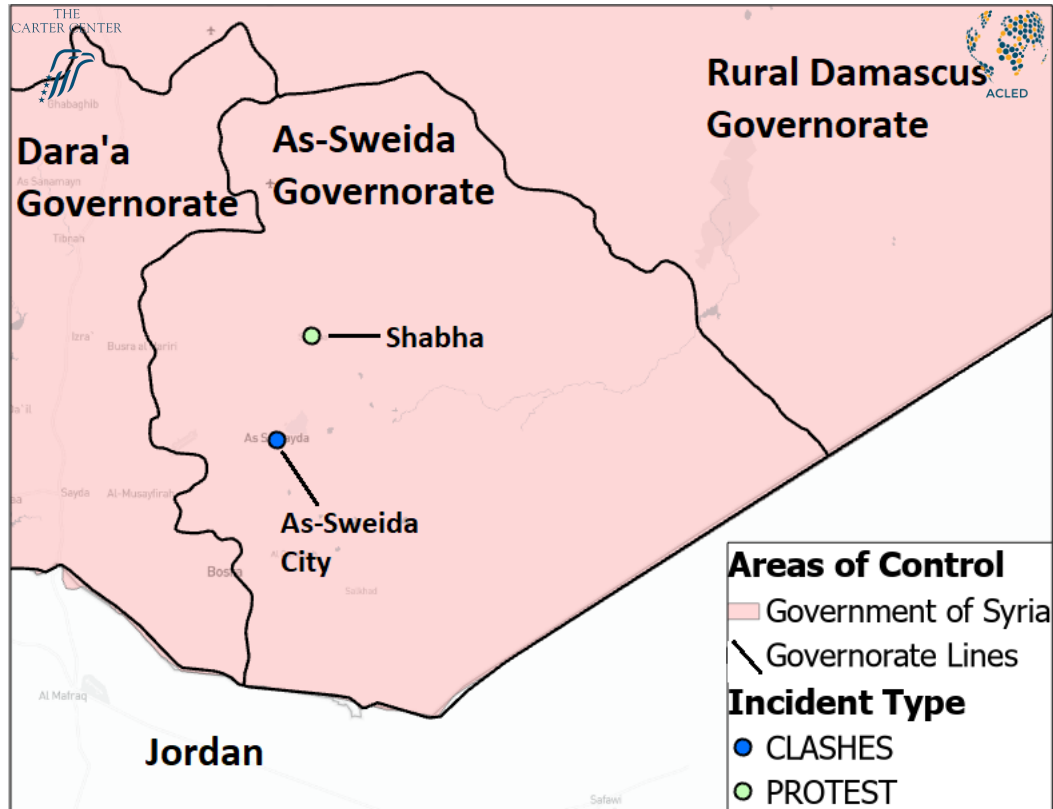 THE
CARTER CENTER
ACLED
Ghabaghib
Rural Damascus
Governorate
Dara'a
Governorate
As-Sweida
Governorate
As Sanamayn
Tibnah
Izra'
Busra al Hariri
Shabha
As-Sweida
City
Sayda
Al-Musayfirah
Bosra
Salkhad
Al Mafraq
Jordan
Safawi
Areas of Control
Government of Syria
Governorate Lines
Incident Type
CLASHES
PROTEST